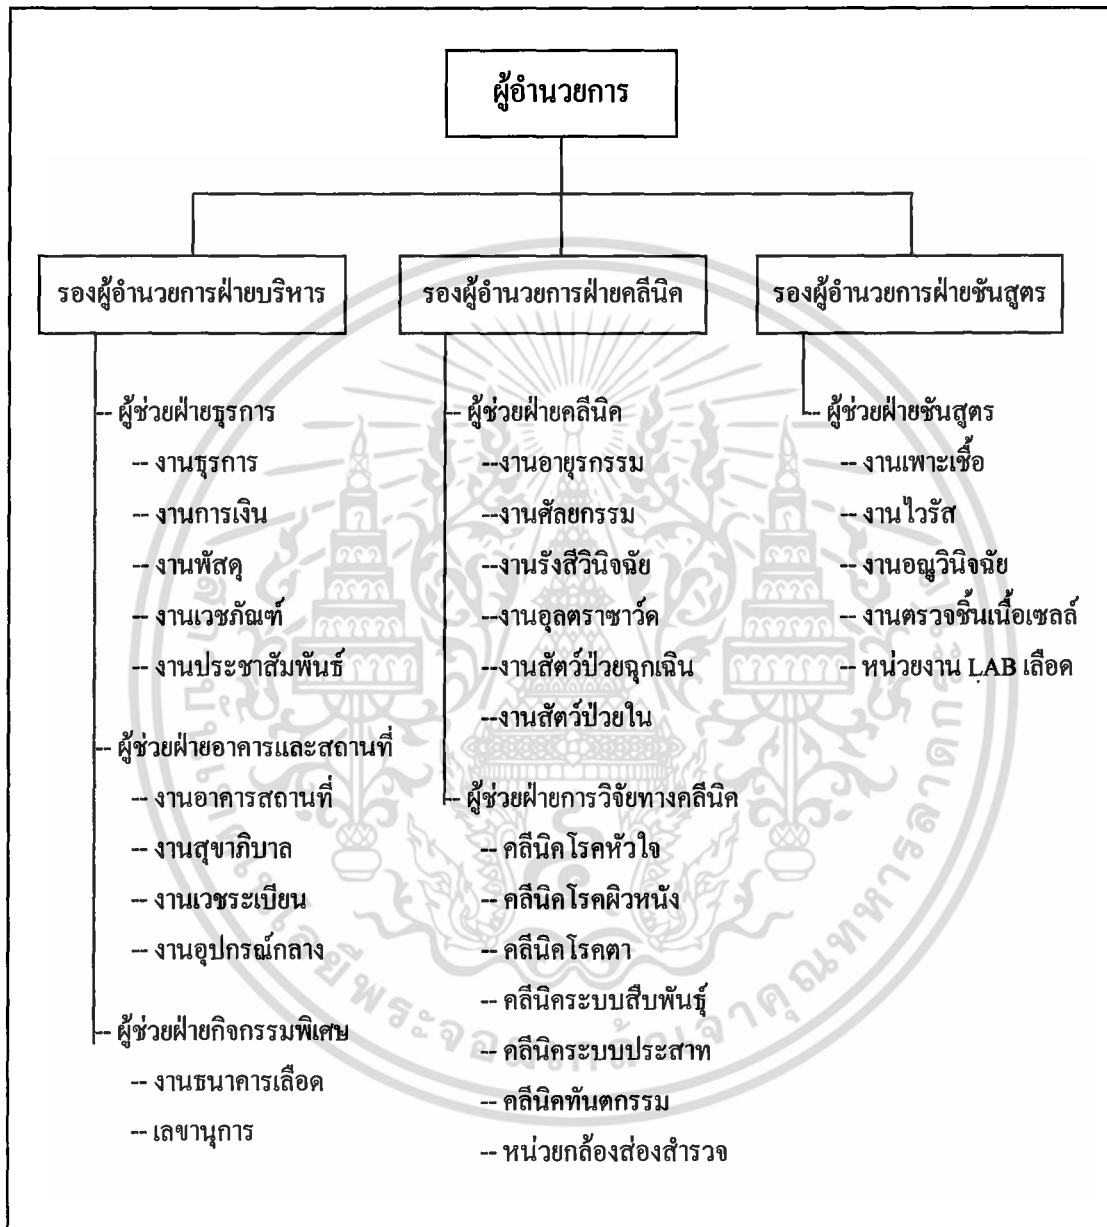 ผู้อำนวยการ
รองผู้อำนวยการฝ่ายบริหาร
-- ผู้ช่วยฝ่ายธุรการ
-- งานธุรการ
-- งานการเงิน
-- งานพัสดุ
-- งานเวชภัณฑ์
-- งานประชาสัมพันธ์
-- ผู้ช่วยฝ่ายอาคารและสถานที่
-- งานอาคารสถานที่
-- งานสุขาภิบาล
-- งานเวชระเบียน
-- งานอุปกรณ์กลาง
-- ผู้ช่วยฝ่ายกิจกรรมพิเศษ
-- งานธนาคารเลือด
-- เลขานุการ
รองผู้อำนวยการฝ่ายคลีนิค
-- ผู้ช่วยฝ่ายคลีนิค
--งานอายุรกรรม
--งานศัลยกรรม
--งานรังสีวินิจฉัย
--งานอุลตราซาว์ด
--งานสัตว์ป่วยฉุกเฉิน
--งานสัตว์ป่วยใน
-- ผู้ช่วยฝ่ายการวิจัยทางคลีนิค
-- คลีนิคโรคหัวใจ
-- คลีนิคโรคผิวหนัง
-- คลีนิคโรคตา
-- คลีนิคระบบสืบพันธุ์
-- คลีนิคระบบประสาท
-- คลีนิคทันตกรรม
-- หน่วยกล้องส่องสำรวจ
รองผู้อำนวยการฝ่ายชันสูตร
-- ผู้ช่วยฝ่ายชันสูตร
-- งานเพาะเชื้อ
-- งานไวรัส
-- งานอณูวินิจฉัย
-- งานตรวจชิ้นเนื้อเซลล์
-- หน่วยงาน LAB เลือด